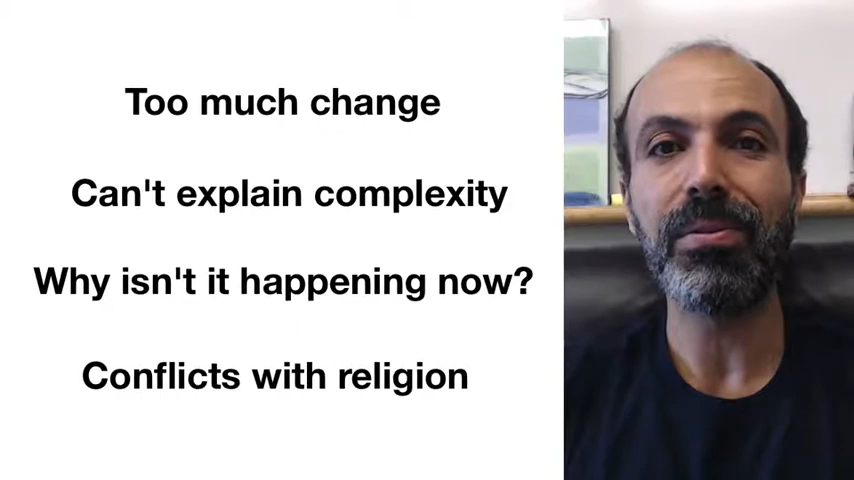 Too much change
Can't explain complexity
Why isn't it happening now?
Conflicts with religion